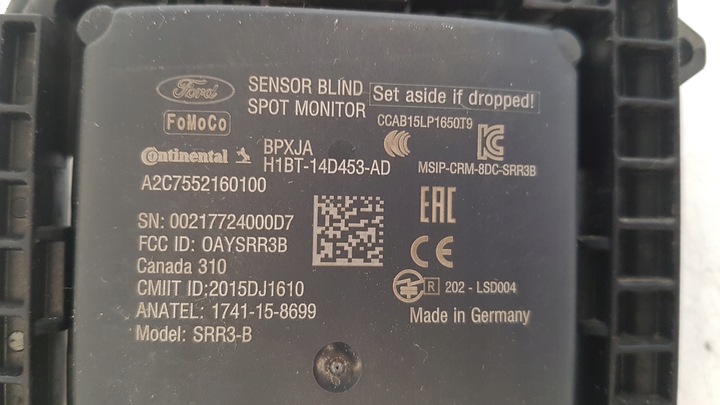 Ford
SENSOR BLIND
SPOT MONITOR
Set aside if dropped!
FoMoCo
CCAB15LP1650T9
Continental
BPXJA
H1BT-14D453-AD
MSIP-CRM-8DC-SRR3B
A2C7552160100
SN: 00217724000D7
FCC ID: OAYSRR3B
Canada 310
CMIIT ID:2015DJ1610
ANATEL: 1741-15-8699
Model: SRR3-B
EAC
CE
R 202 - LSD004
Made in Germany